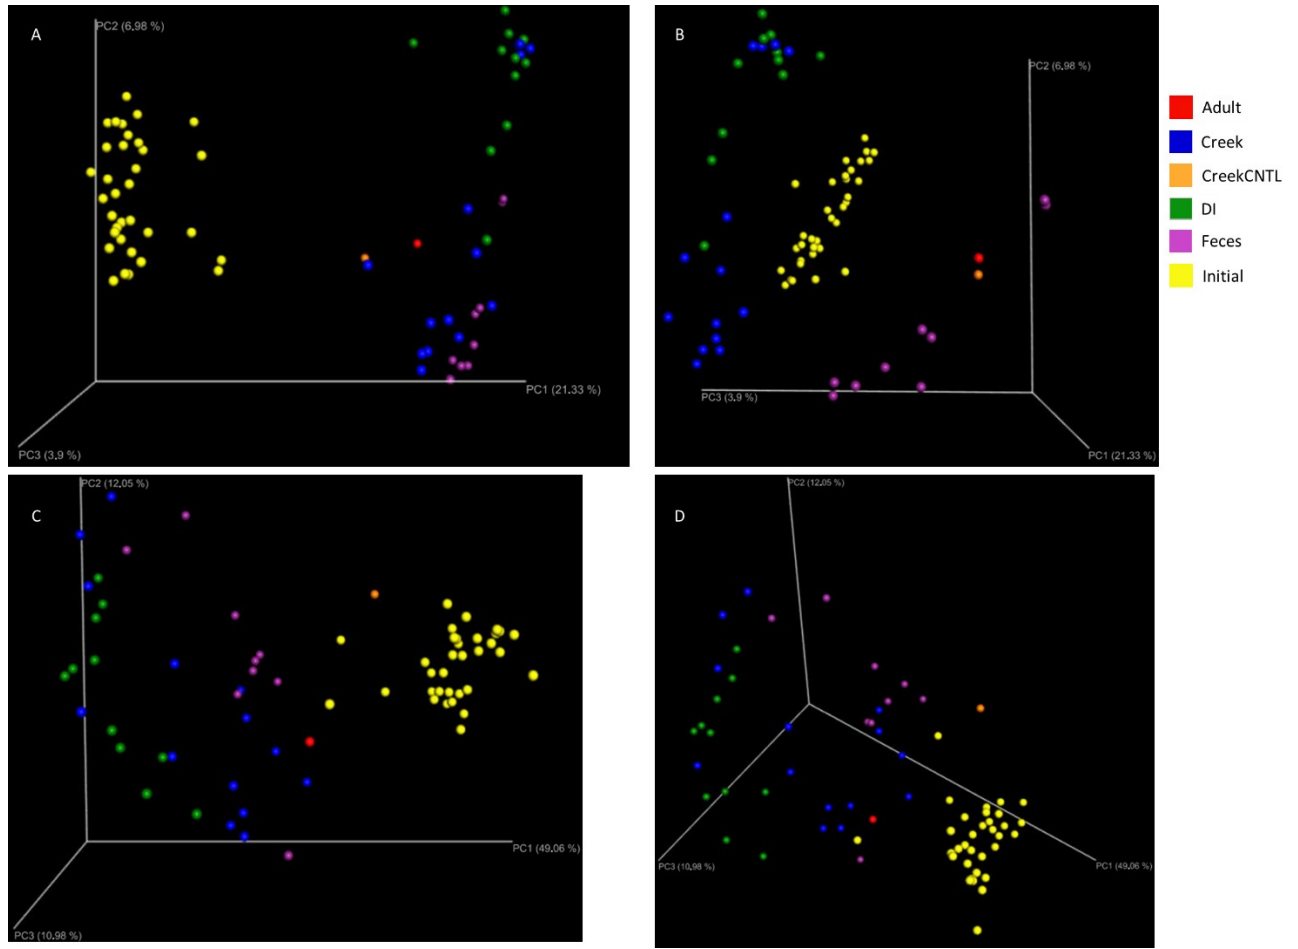 A
PC2 (6.98 %)
PC1 (21.33 %)
PC3 (3.9 %)
B
PC2 (6.98 %)
PC3 (3.9 %)
PC1 (21.33 %)
Adult
Creek
CreekCNTL
DI
Feces
Initial
C
PC2 (12.05 %)
PC1 (49.06 %)
PC3 (10.98 %)
D
PC2 (12.05 %)
PC3 (10.98 %)
PC1 (49.06 %)